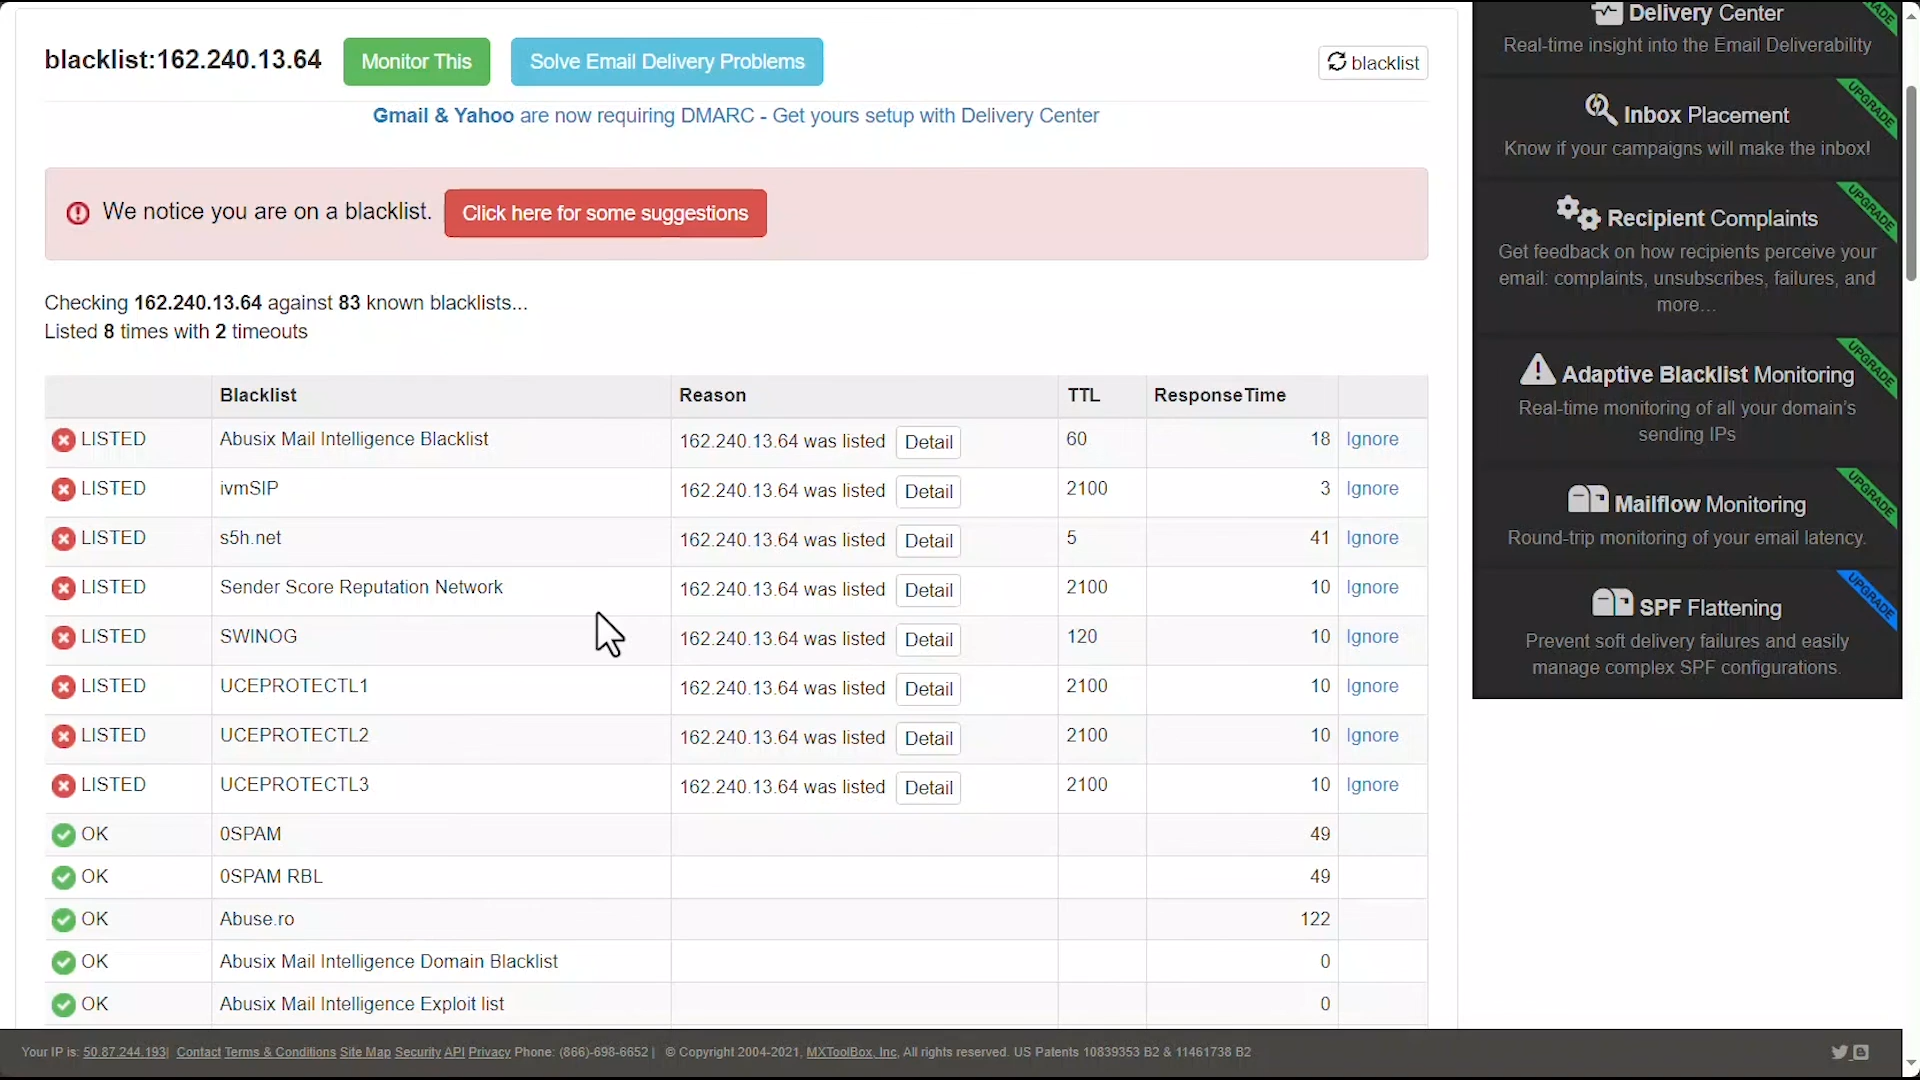 blacklist:162.240.13.64 Monitor This Solve Email Delivery Problems blacklist
Gmail & Yahoo are now requiring DMARC - Get yours setup with Delivery Center
We notice you are on a blacklist. Click here for some suggestions
Checking 162.240.13.64 against 83 known blacklists...
Listed 8 times with 2 timeouts
Blacklist Reason TTL ResponseTime
LISTED Abusix Mail Intelligence Blacklist 162.240.13.64 was listed Detail 60 18 Ignore
LISTED ivmSIP 162.240.13.64 was listed Detail 2100 3 Ignore
LISTED s5h.net 162.240.13.64 was listed Detail 5 41 Ignore
LISTED Sender Score Reputation Network 162.240.13.64 was listed Detail 2100 10 Ignore
LISTED SWINOG 162.240.13.64 was listed Detail 120 10 Ignore
LISTED UCEPROTECTL1 162.240.13.64 was listed Detail 2100 10 Ignore
LISTED UCEPROTECTL2 162.240.13.64 was listed Detail 2100 10 Ignore
LISTED UCEPROTECTL3 162.240.13.64 was listed Detail 2100 10 Ignore
OK 0SPAM 49
OK 0SPAM RBL 49
OK Abuse.ro 122
OK Abusix Mail Intelligence Domain Blacklist 0
OK Abusix Mail Intelligence Exploit list 0
Delivery Center
Real-time insight into the Email Deliverability
UPGRADE
Inbox Placement
Know if your campaigns will make the inbox!
UPGRADE
Recipient Complaints
Get feedback on how recipients perceive your
email: complaints, unsubscribes, failures, and
more...
UPGRADE
Adaptive Blacklist Monitoring
Real-time monitoring of all your domain's
sending IPs
UPGRADE
Mailflow Monitoring
Round-trip monitoring of your email latency.
UPGRADE
SPF Flattening
Prevent soft delivery failures and easily
manage complex SPF configurations.
UPGRADE
Your IP is: 50.87.244.193| Contact Terms & Conditions Site Map Security API Privacy Phone: (866)-698-6652 | © Copyright 2004-2021, MXToolBox, Inc, All rights reserved. US Patents 10839353 B2 & 11461738 B2